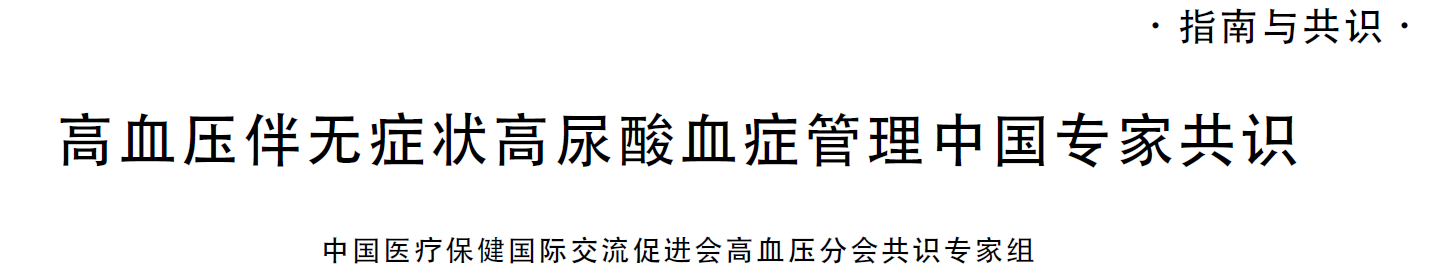 · 指南与共识 ·
高血压伴无症状高尿酸血症管理中国专家共识
中国医疗保健国际交流促进会高血压分会共识专家组